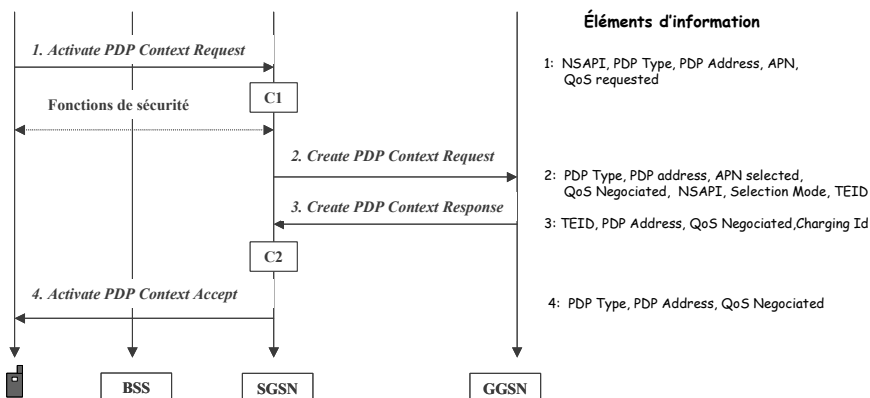 Éléments d'information
1. Activate PDP Context Request
1: NSAPI, PDP Type, PDP Address, APN,
QoS requested
C1
Fonctions de sécurité
2. Create PDP Context Request
2: PDP Type, PDP address, APN selected,
QoS Negociated, NSAPI, Selection Mode, TEID
3. Create PDP Context Response
3: TEID, PDP Address, QoS Negociated,Charging Id
C2
4. Activate PDP Context Accept
4: PDP Type, PDP Address, QoS Negociated
BSS
SGSN
GGSN